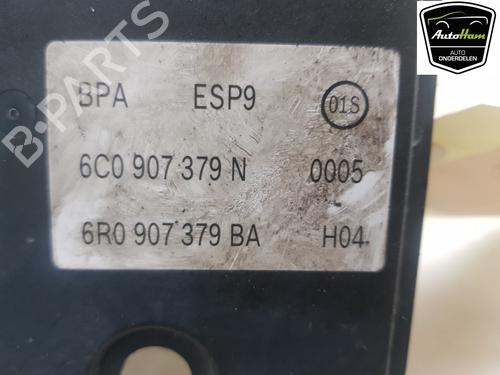 AutoHam
AUTO
ONDERDELEN
B-PARTS
BPA ESP9 01S
6C0 907 379 N 0005
6R0 907 379 BA H04